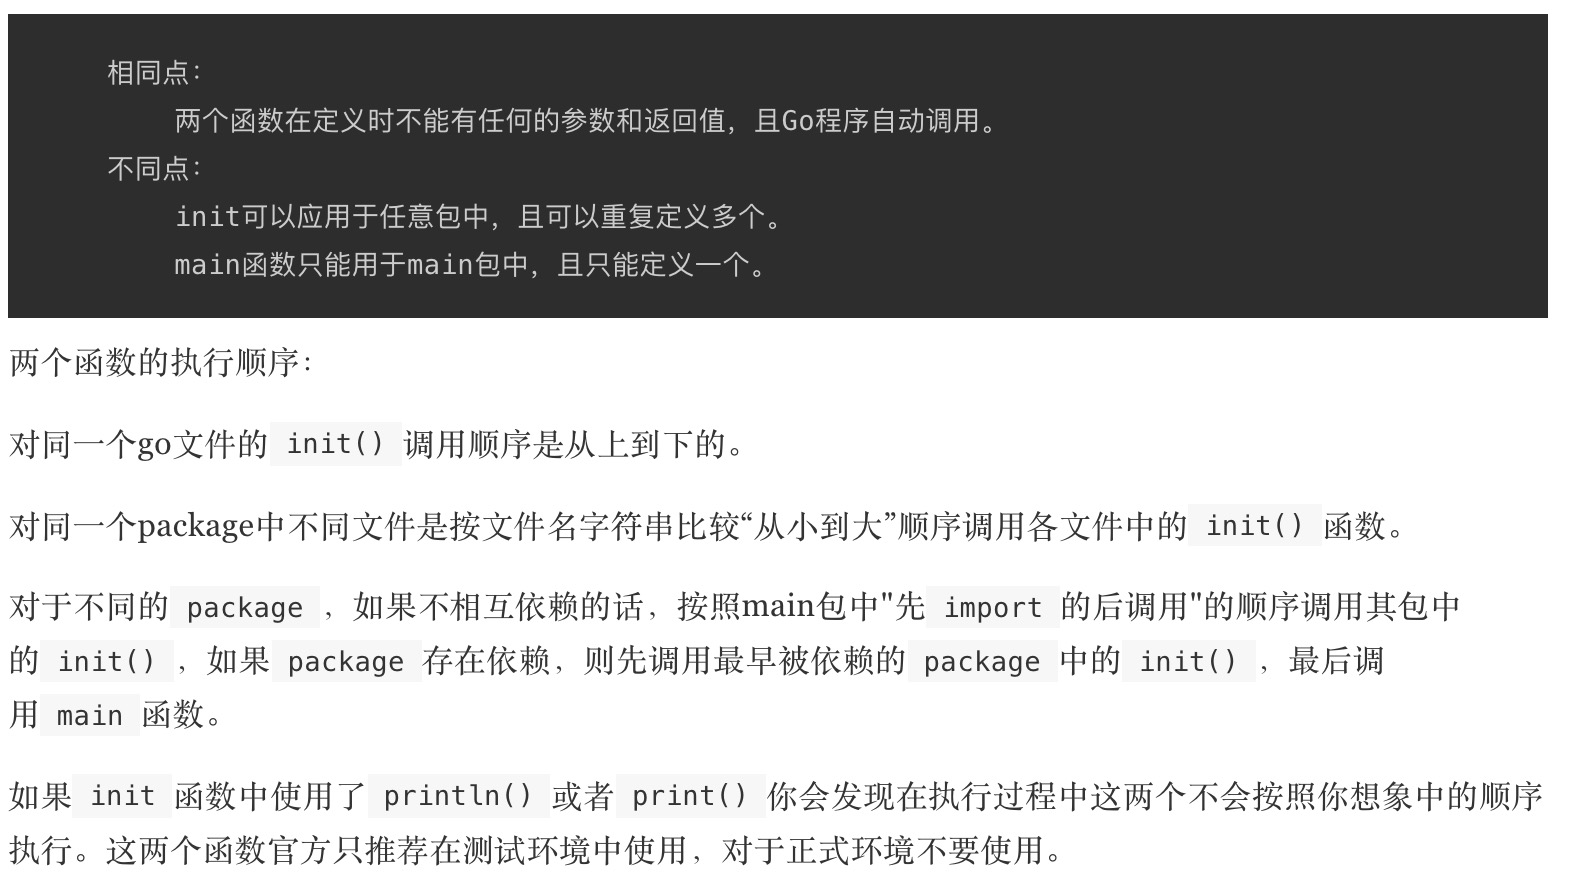 相同点：
两个函数在定义时不能有任何的参数和返回值，且Go程序自动调用。
不同点：
init可以应用于任意包中，且可以重复定义多个。
main函数只能用于main包中，且只能定义一个。
两个函数的执行顺序：
对同一个go文件的 init() 调用顺序是从上到下的。
对同一个package中不同文件是按文件名字符串比较“从小到大”顺序调用各文件中的 init() 函数。
对于不同的 package ，如果不相互依赖的话，按照main包中"先 import 的后调用"的顺序调用其包中
的 init() ，如果 package 存在依赖，则先调用最早被依赖的 package 中的 init() ，最后调
用 main 函数。
如果 init 函数中使用了 println() 或者 print() 你会发现在执行过程中这两个不会按照你想象中的顺序
执行。这两个函数官方只推荐在测试环境中使用，对于正式环境不要使用。